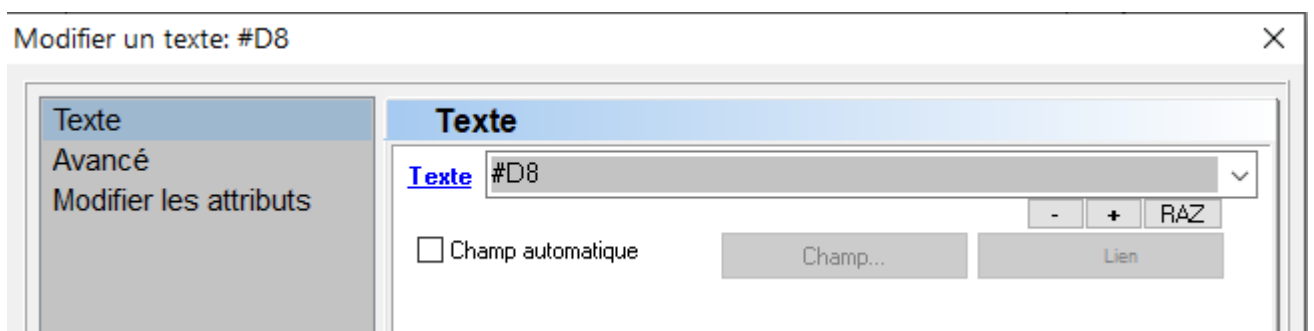 Modifier un texte: #D8
Texte
Avancé
Modifier les attributs
Texte
Texte #D8
- + RAZ
Champ automatique Champ... Lien